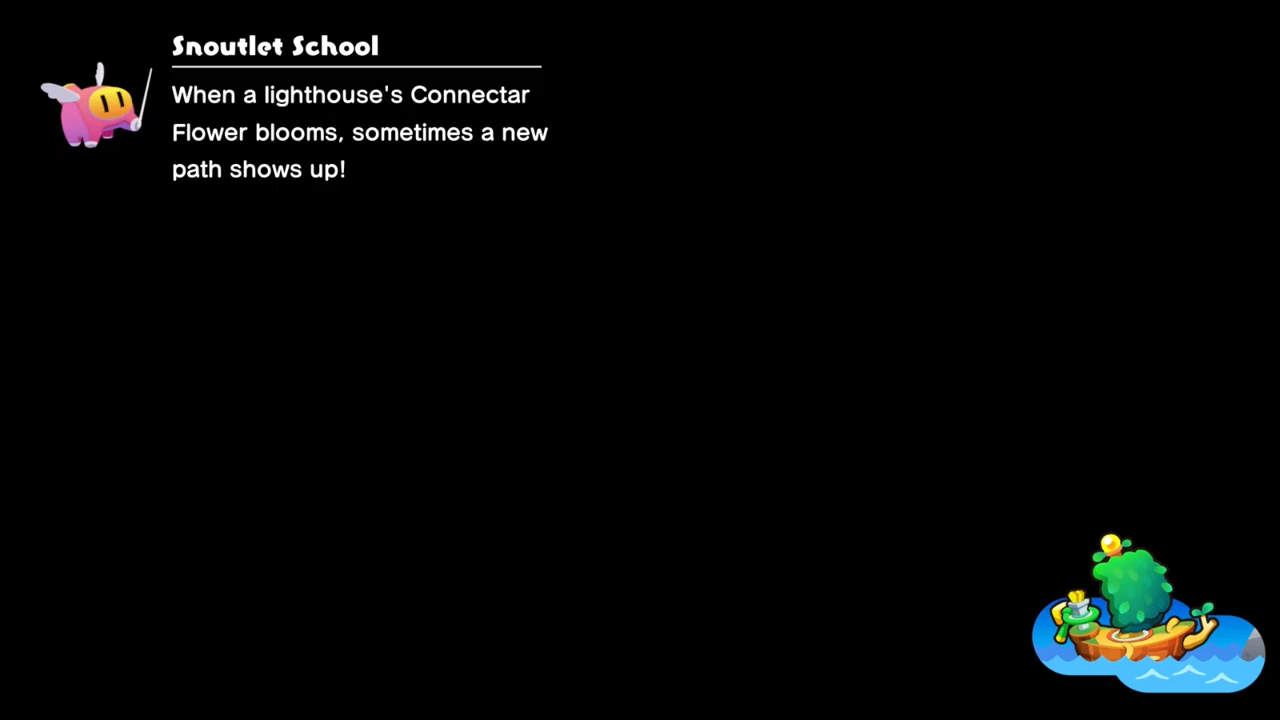 Snoutlet School
When a lighthouse's Connectar
Flower blooms, sometimes a new
path shows up!